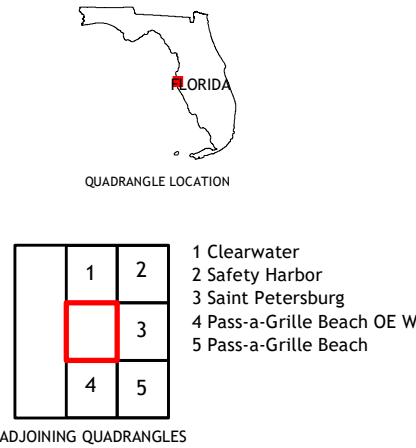 FLORIDA
QUADRANGLE LOCATION
1
2
3
4
5
1 Clearwater
2 Safety Harbor
3 Saint Petersburg
4 Pass-a-Grille Beach OE W
5 Pass-a-Grille Beach
ADJOINING QUADRANGLES